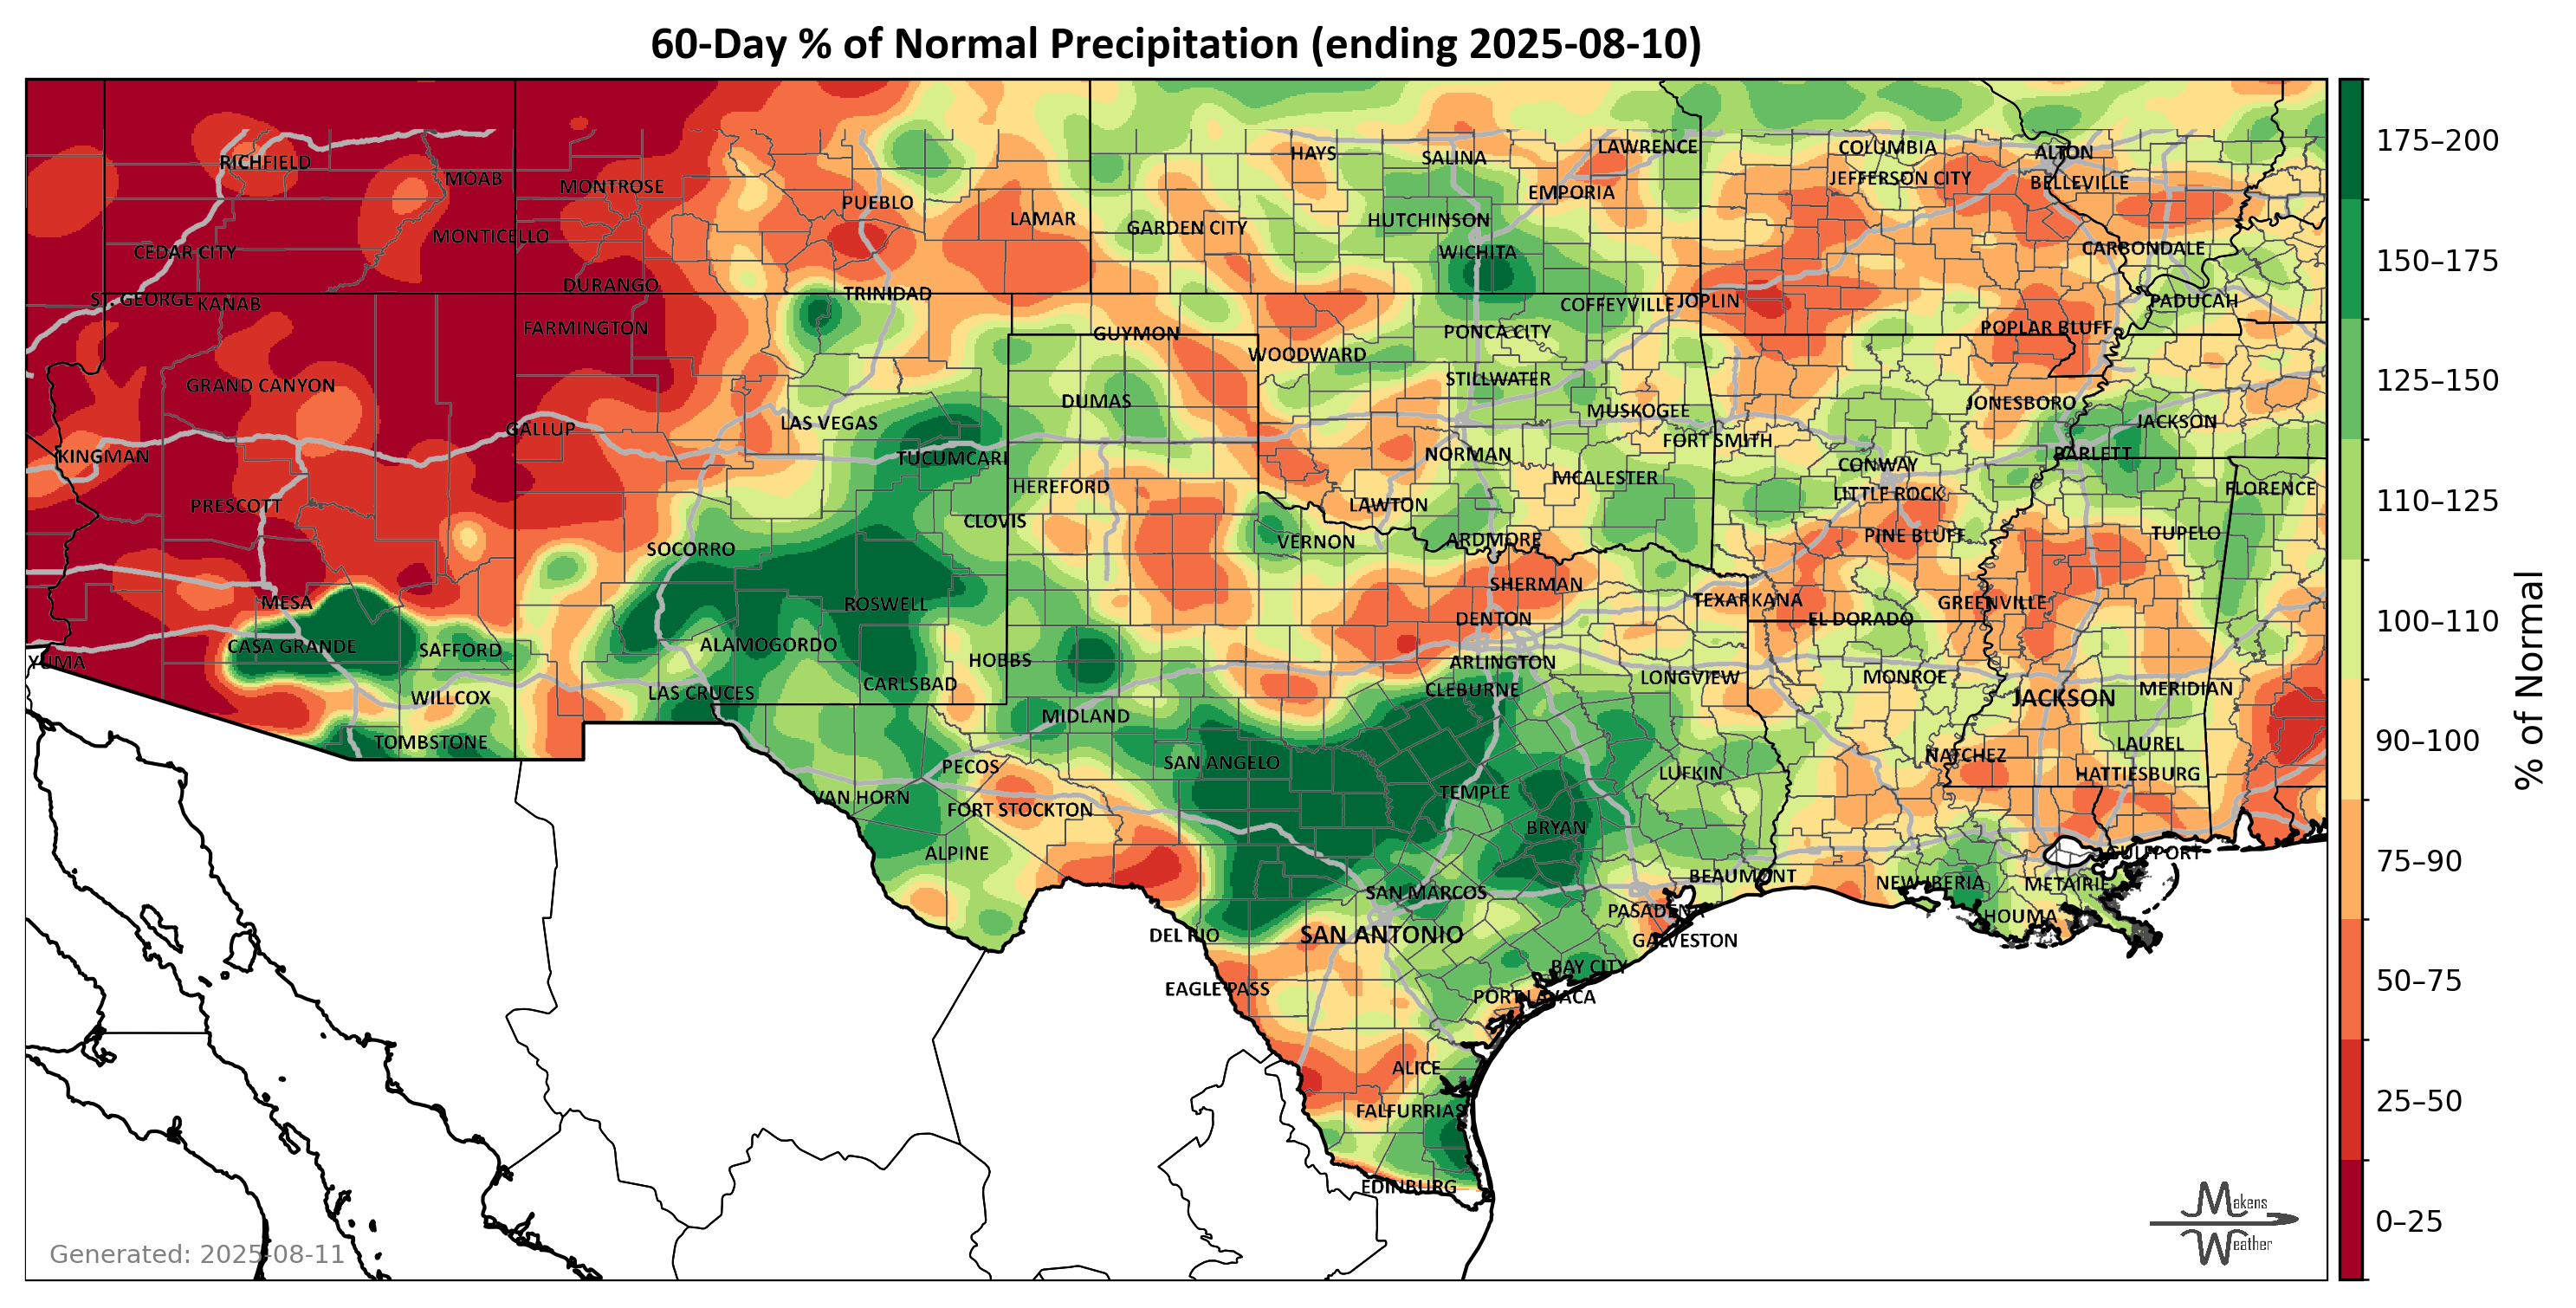 60-Day % of Normal Precipitation (ending 2025-08-10)
RICHFIELD
MOAB
MONTROSE
PUEBLO
LAMAR
HAYS
SALINA
LAWRENCE
COLUMBIA
ALTON
JEFFERSON CITY
BELLEVILLE
EMPORIA
GARDEN CITY
HUTCHINSON
WICHITA
MONTICELLO
CEDAR CITY
CARBONDALE
DURANGO
TRINIDAD
ST. GEORGE
KANAB
COFFEYVILLE
JOPLIN
PADUCAH
FARMINGTON
GUYMON
PONCA CITY
POPLAR BLUFF
WOODWARD
GRAND CANYON
STILLWATER
DUMAS
MUSKOGEE
JONESBORO
JACKSON
GALLUP
LAS VEGAS
FORT SMITH
KINGMAN
TUCUMCARI
NORMAN
BARLETT
CONWAY
MCALESTER
HEREFORD
FLORENCE
LITTLE ROCK
PRESCOTT
LAWTON
CLOVIS
TUPELO
PINE BLUFF
SOCORRO
VERNON
ARDMORE
SHERMAN
MESA
ROSWELL
TEXARKANA
GREENVILLE
DENTON
EL DORADO
CASA GRANDE
SAFFORD
ALAMOGORDO
YUMA
HOBBS
ARLINGTON
LONGVIEW
MONROE
CARLSBAD
CLEBURNE
MERIDIAN
WILLCOX
LAS CRUCES
JACKSON
MIDLAND
TOMBSTONE
LAUREL
NATCHEZ
PECOS
SAN ANGELO
LUFKIN
HATTIESBURG
TEMPLE
VAN HORN
FORT STOCKTON
BRYAN
ALPINE
GULFPORT
BEAUMONT
NEW IBERIA
METAIRIE
SAN MARCOS
PASADENA
HOUMA
DEL RIO
SAN ANTONIO
GALVESTON
BAY CITY
EAGLE PASS
PORT LAVACA
ALICE
FALFURRIAS
EDINBURG
175–200
150–175
125–150
110–125
100–110
90–100
75–90
50–75
25–50
0–25
% of Normal
Generated: 2025-08-11
Makens
Weather